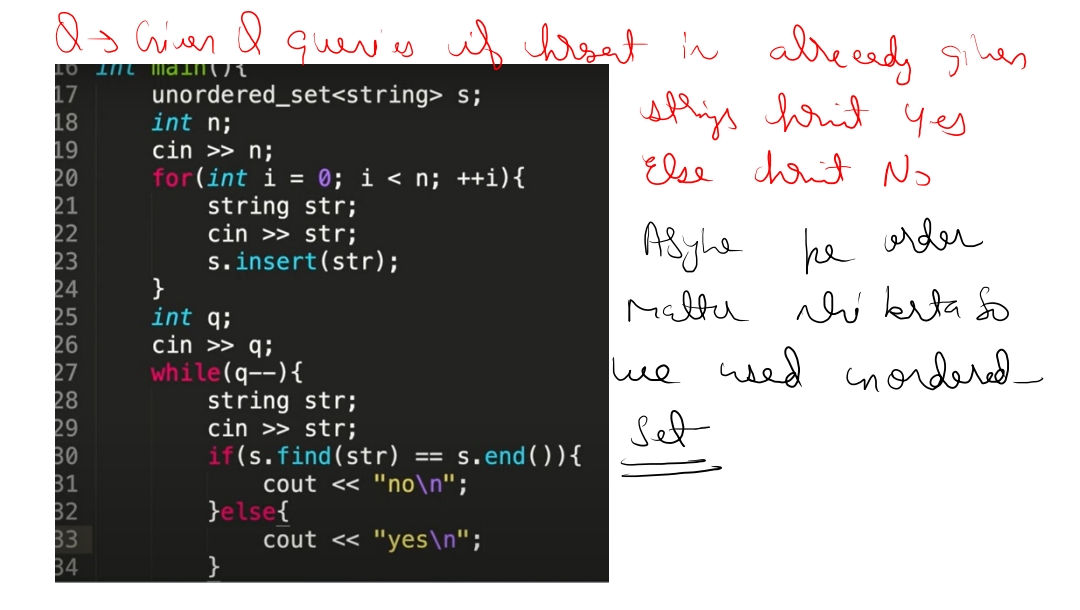 Q → Given Q queries if present in already given
strings print yes
Else print No
16 int main(){
17 unordered_set<string> s;
18 int n;
19 cin >> n;
20 for(int i = 0; i < n; ++i){
21 string str;
22 cin >> str;
23 s.insert(str);
24 }
25 int q;
26 cin >> q;
27 while(q--){
28 string str;
29 cin >> str;
30 if(s.find(str) == s.end()){
31 cout << "no\n";
32 }else{
33 cout << "yes\n";
34 }
pe order
matter nhi krta so
we used unordered
set